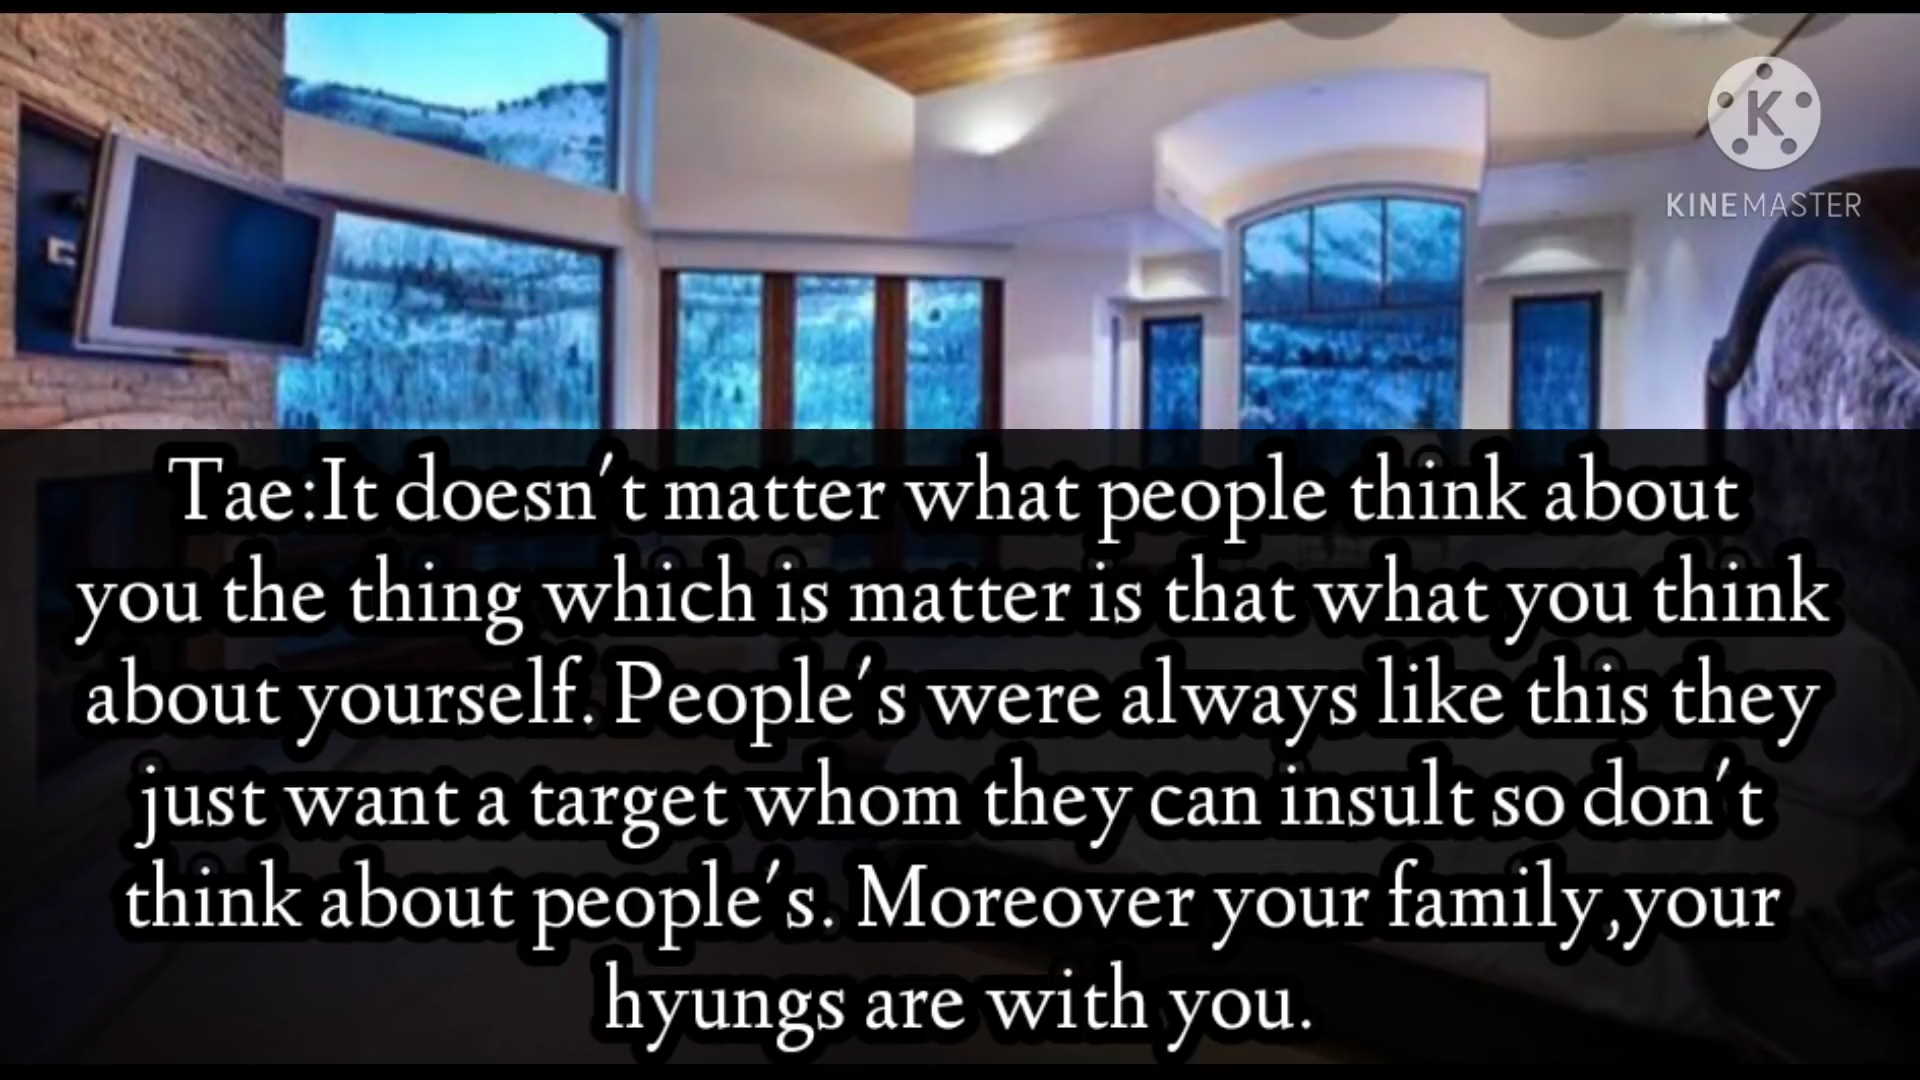 K
KINEMASTER
Tae:It doesn't matter what people think about
you the thing which is matter is that what you think
about yourself. People's were always like this they
just want a target whom they can insult so don't
think about people's. Moreover your family,your
hyungs are with you.